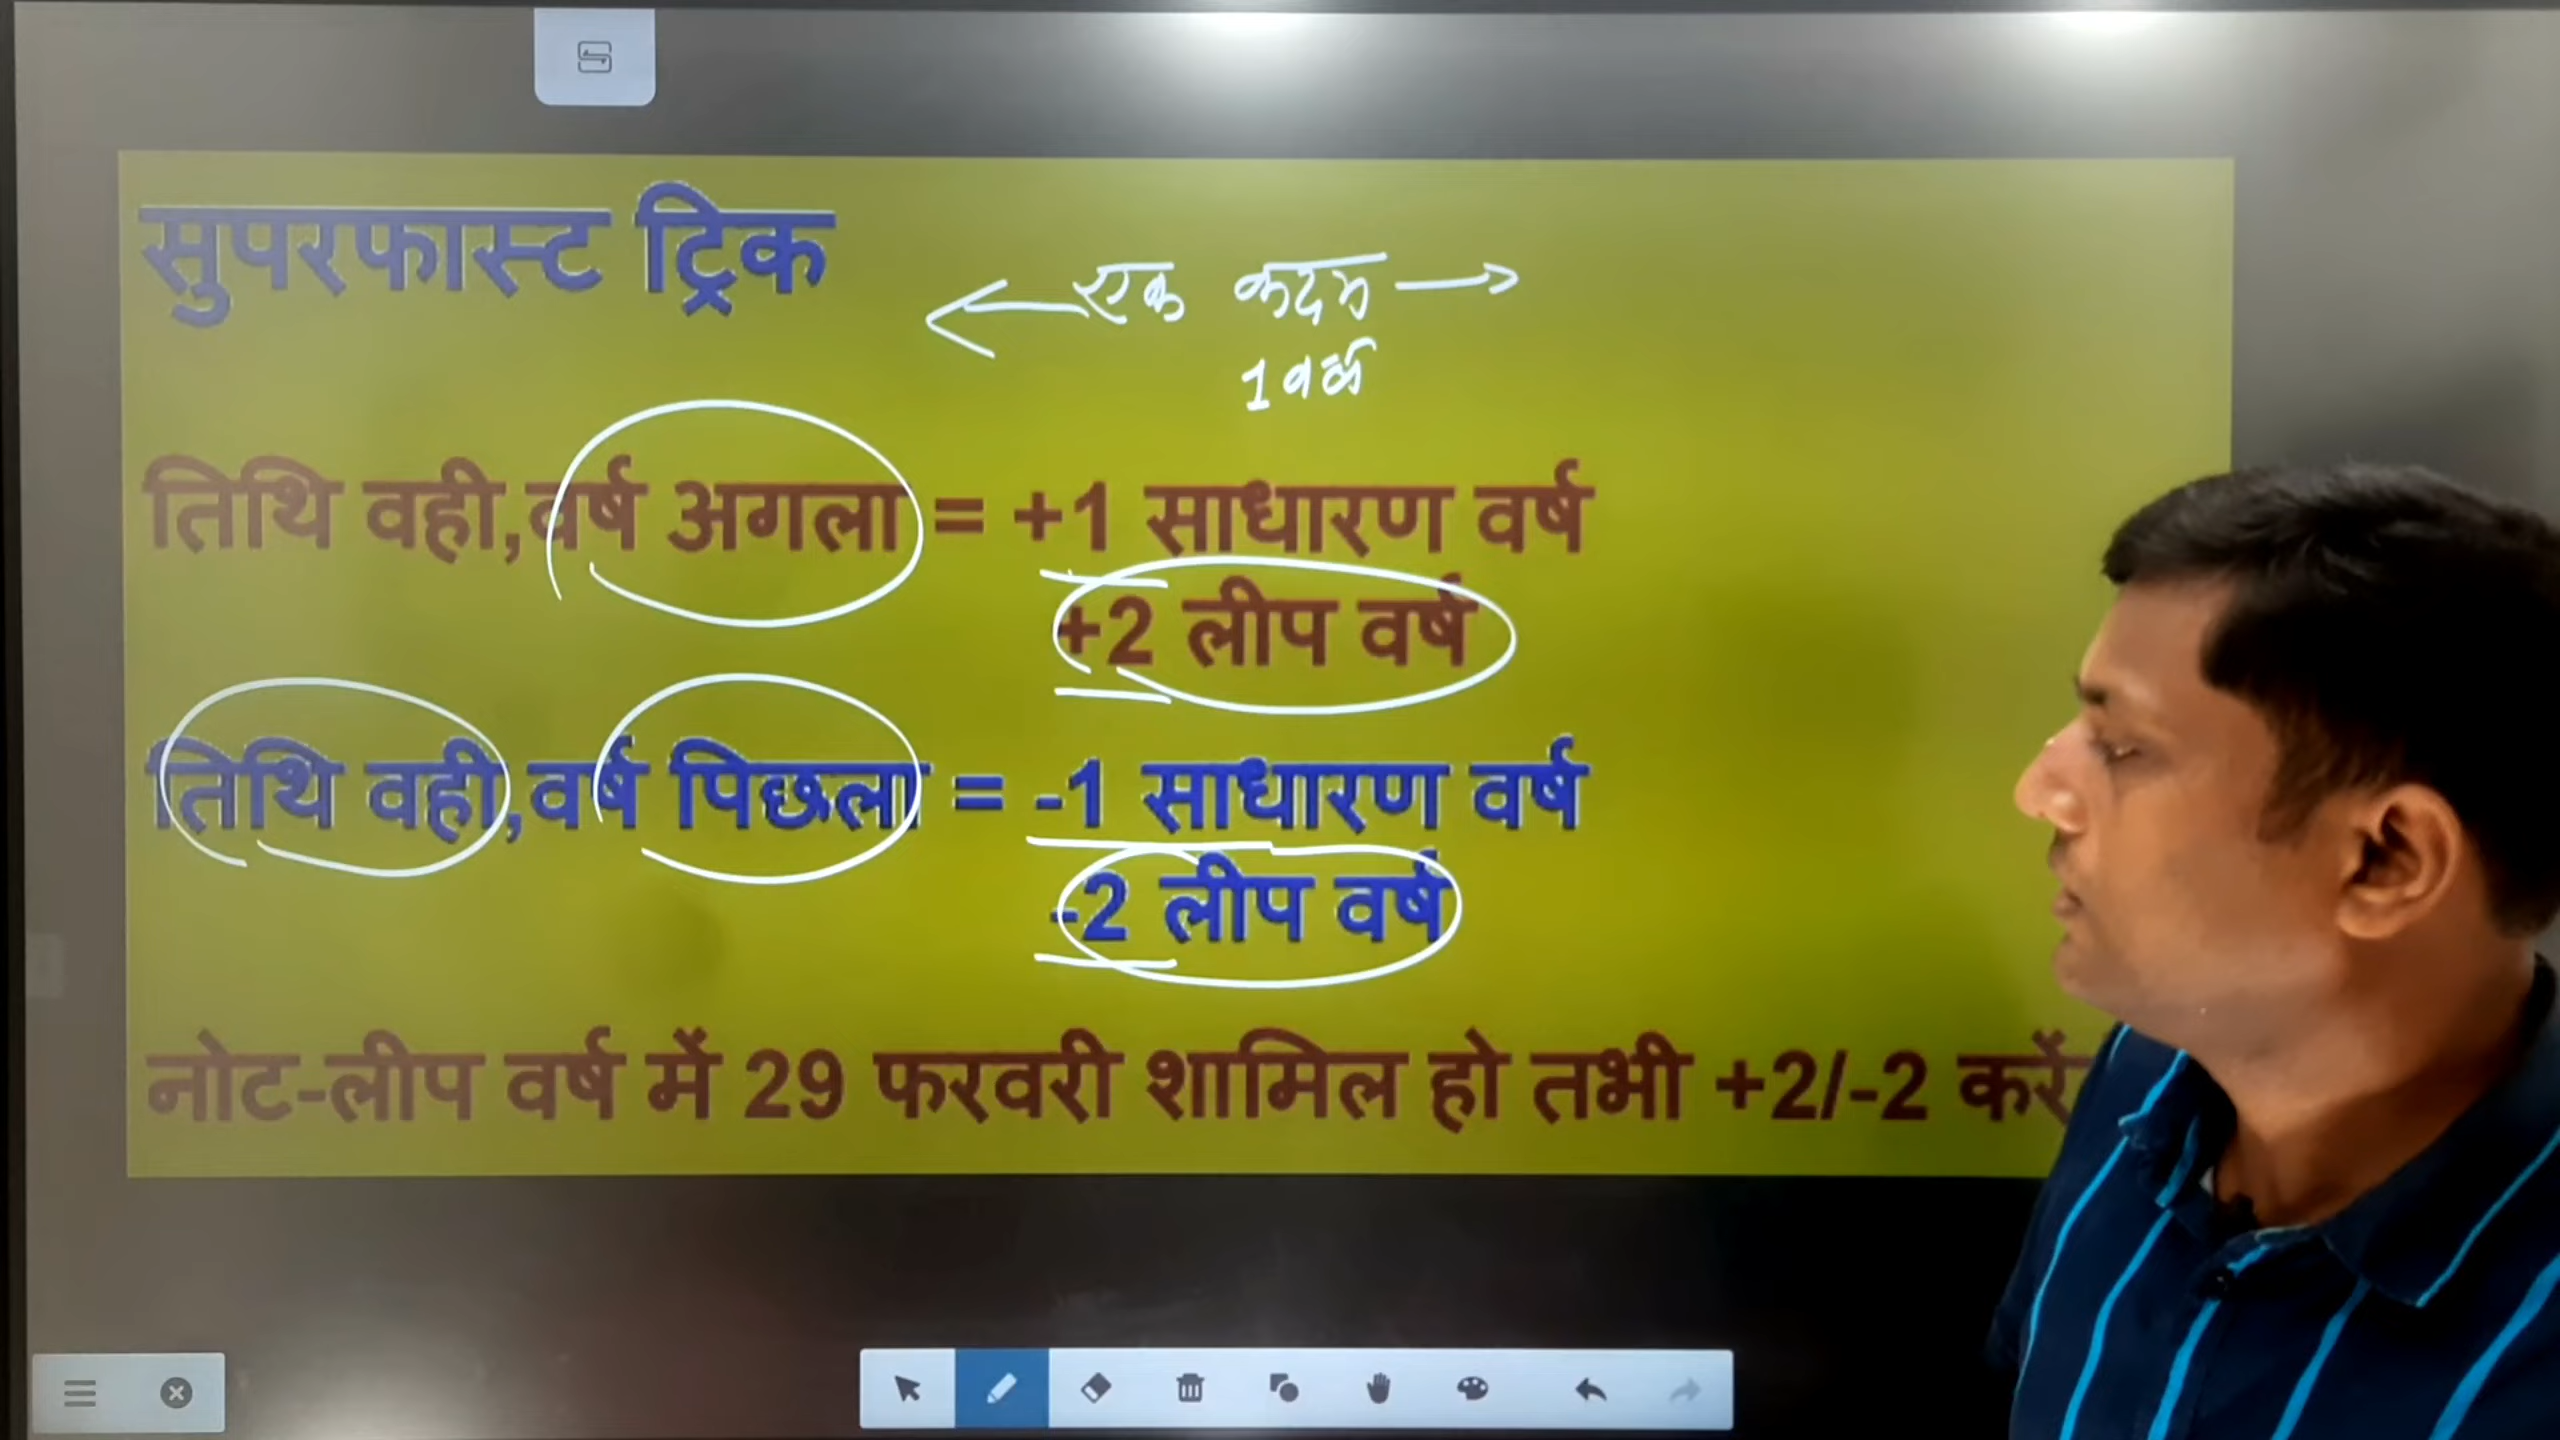 सुपरफास्ट ट्रिक
एक कदम
1 वर्ष
तिथि वही,वर्ष अगला = +1 साधारण वर्ष
+2 लीप वर्ष
तिथि वही,वर्ष पिछला = -1 साधारण वर्ष
-2 लीप वर्ष
नोट-लीप वर्ष में 29 फरवरी शामिल हो तभी +2/-2 करें